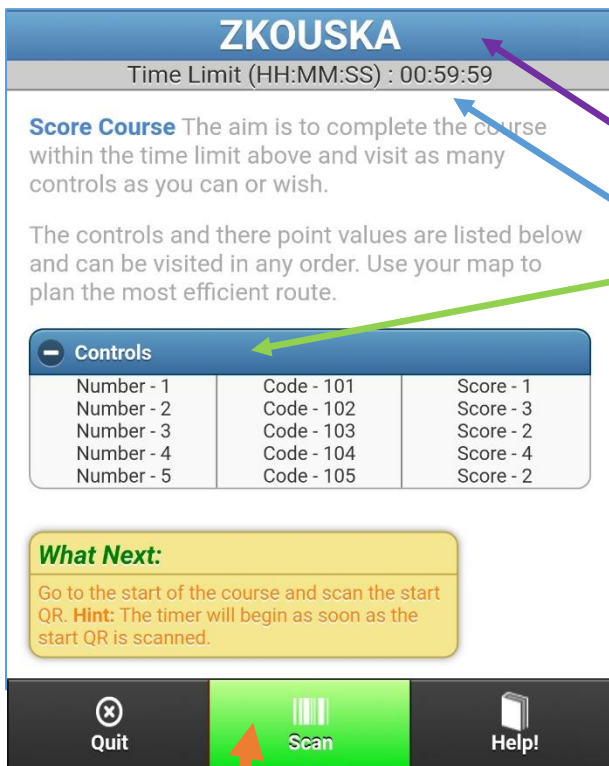 ZKOUSKA
Time Limit (HH:MM:SS) : 00:59:59
Score Course The aim is to complete the course
within the time limit above and visit as many
controls as you can or wish.
The controls and there point values are listed below
and can be visited in any order. Use your map to
plan the most efficient route.
Controls
Number - 1 Code - 101 Score - 1
Number - 2 Code - 102 Score - 3
Number - 3 Code - 103 Score - 2
Number - 4 Code - 104 Score - 4
Number - 5 Code - 105 Score - 2
What Next:
Go to the start of the course and scan the start
QR. Hint: The timer will begin as soon as the
start QR is scanned.
Quit Scan Help!